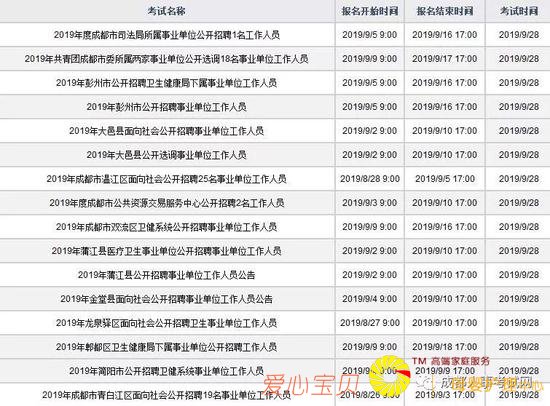 考试名称 报名开始时间 报名结束时间 考试时间
2019年度成都市司法局所属事业单位公开招聘1名工作人员 2019/9/5 9:00 2019/9/16 17:00 2019/9/28
2019年共青团成都市委所属两家事业单位公开选调18名事业单位工作人员 2019/9/9 9:00 2019/9/17 17:00 2019/9/28
2019年彭州市公开招聘卫生健康局下属事业单位工作人员 2019/9/5 9:00 2019/9/16 17:00 2019/9/28
2019年彭州市公开招聘事业单位工作人员 2019/9/5 9:00 2019/9/16 17:00 2019/9/28
2019年大邑县面向社会公开招聘事业单位工作人员 2019/9/2 9:00 2019/9/10 17:00 2019/9/28
2019年大邑县公开选调事业单位工作人员 2019/9/2 9:00 2019/9/10 17:00 2019/9/28
2019年成都市温江区面向社会公开招聘25名事业单位工作人员 2019/8/28 9:00 2019/9/5 17:00 2019/9/28
2019年度成都市公共资源交易服务中心公开招聘2名工作人员 2019/9/3 9:00 2019/9/10 17:00 2019/9/28
2019年成都市双流区卫健系统公开招聘事业单位工作人员 2019/9/9 9:00 2019/9/16 17:00 2019/9/28
2019年蒲江县医疗卫生事业单位公开招聘事业单位工作人员 2019/9/2 9:00 2019/9/10 17:00 2019/9/28
2019年蒲江县公开招聘事业单位工作人员公告 2019/9/2 9:00 2019/9/10 17:00 2019/9/28
2019年金堂县面向社会公开招聘事业单位工作人员公告 2019/9/4 9:00 2019/9/10 17:00 2019/9/28
2019年龙泉驿区面向社会公开招聘卫生事业单位工作人员 2019/8/27 9:00 2019/9/10 17:00 2019/9/28
2019年郫都区卫生健康局下属事业单位公开招聘工作人员 2019/9/9 9:00 2019/9/18 17:00 2019/9/28
TM 高端家庭服务
2019年简阳市公开招聘卫健系统事业单位工作人员 2019/9/9 9:00
爱心宝贝
2019年成都市青白江区面向社会公开招聘19名事业单位工作人员 2019/8/26 9:00 2019/9/3 17:00 2019/9/28